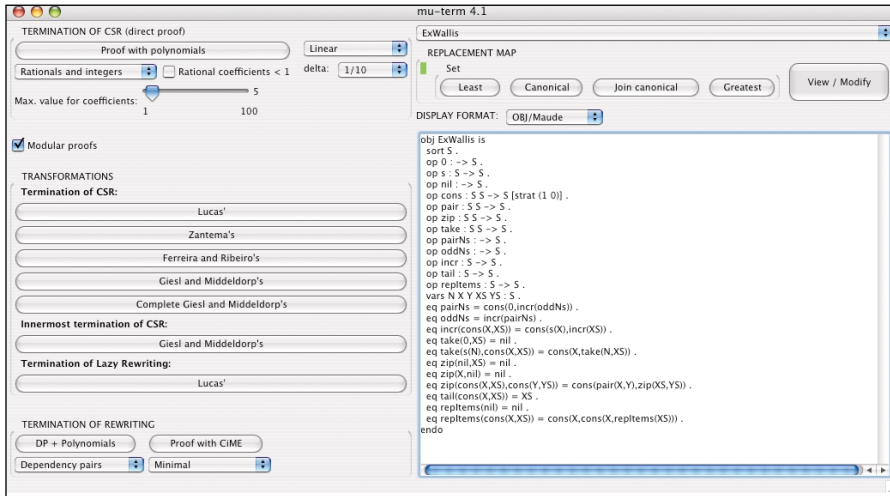 mu-term 4.1
TERMINATION OF CSR (direct proof)
Proof with polynomials
Linear
Rationals and integers
Rational coefficients < 1
delta:
1/10
Max. value for coefficients:
5
1
100
Modular proofs
TRANSFORMATIONS
Termination of CSR:
Lucas'
Zantema's
Ferreira and Ribeiro's
Giesl and Middeldorp's
Complete Giesl and Middeldorp's
Innermost termination of CSR:
Giesl and Middeldorp's
Termination of Lazy Rewriting:
Lucas'
TERMINATION OF REWRITING
DP + Polynomials
Proof with CiME
Dependency pairs
Minimal
ExWallis
REPLACEMENT MAP
Set
Least
Canonical
Join canonical
Greatest
View / Modify
DISPLAY FORMAT:
OBJ/Maude
obj ExWallis is
sort S .
op 0 : -> S .
op s : S -> S .
op nil : -> S .
op cons : S S -> S [strat (1 0)] .
op pair : S S -> S .
op zip : S S -> S .
op take : S S -> S .
op pairNs : -> S .
op oddNs : -> S .
op incr : S -> S .
op tail : S -> S .
op repItems : S -> S .
vars N X Y XS YS : S .
eq pairNs = cons(0,incr(oddNs)) .
eq oddNs = incr(pairNs) .
eq incr(cons(X,XS)) = cons(s(X),incr(XS)) .
eq take(0,XS) = nil .
eq take(s(N),cons(X,XS)) = cons(X,take(N,XS)) .
eq zip(nil,XS) = nil .
eq zip(X,nil) = nil .
eq zip(cons(X,XS),cons(Y,YS)) = cons(pair(X,Y),zip(XS,YS)) .
eq tail(cons(X,XS)) = XS .
eq repItems(nil) = nil .
eq repItems(cons(X,XS)) = cons(X,cons(X,repItems(XS))) .
endo